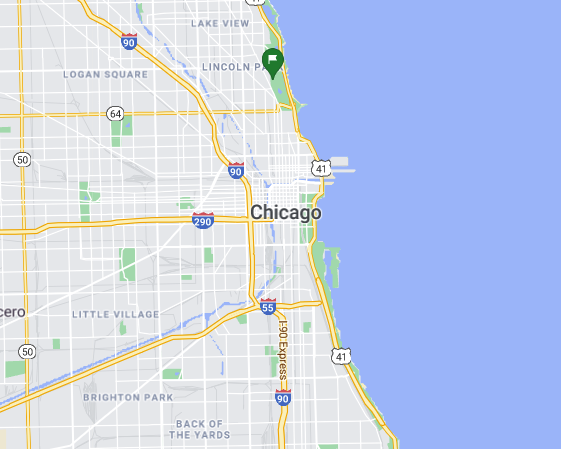 LAKE VIEW
90
LINCOLN PA
LOGAN SQUARE
64
50
41
90
Chicago
290
cero
55
LITTLE VILLAGE
I-90 Express
50
41
BRIGHTON PARK
90
BACK OF
THE YARDS